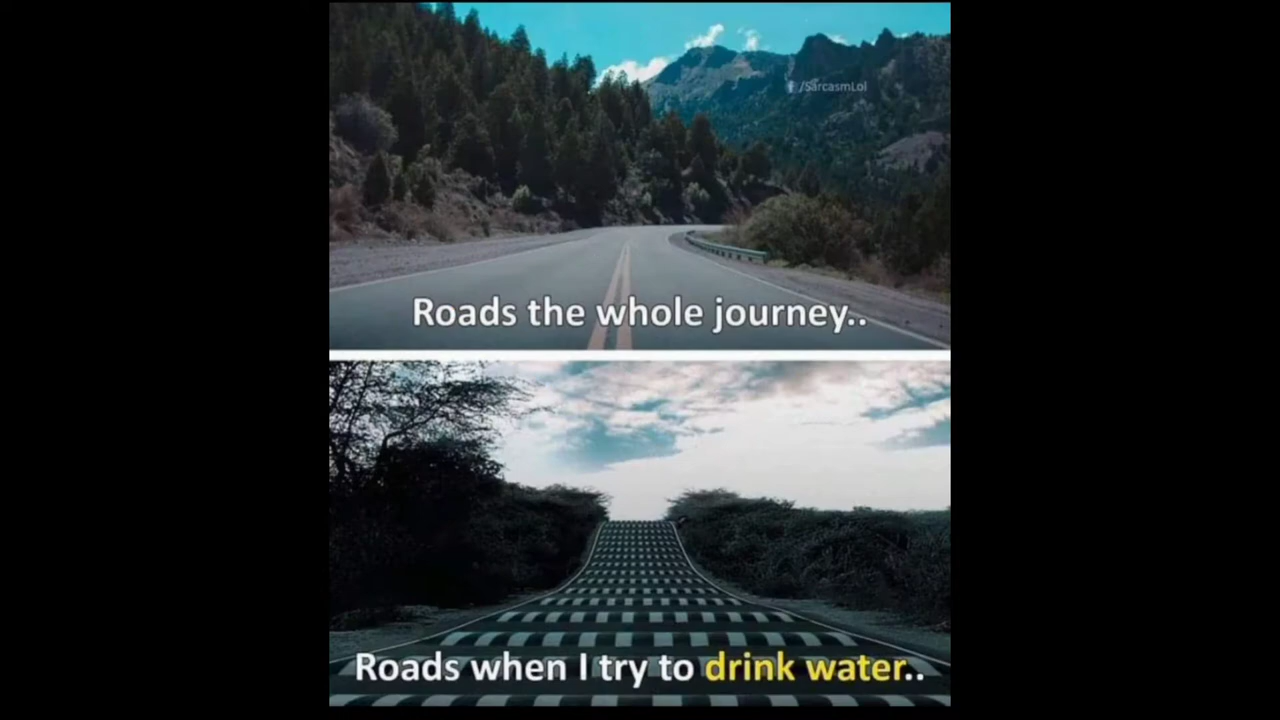 /SarcasmLol
Roads the whole journey..
Roads when I try to drink water..